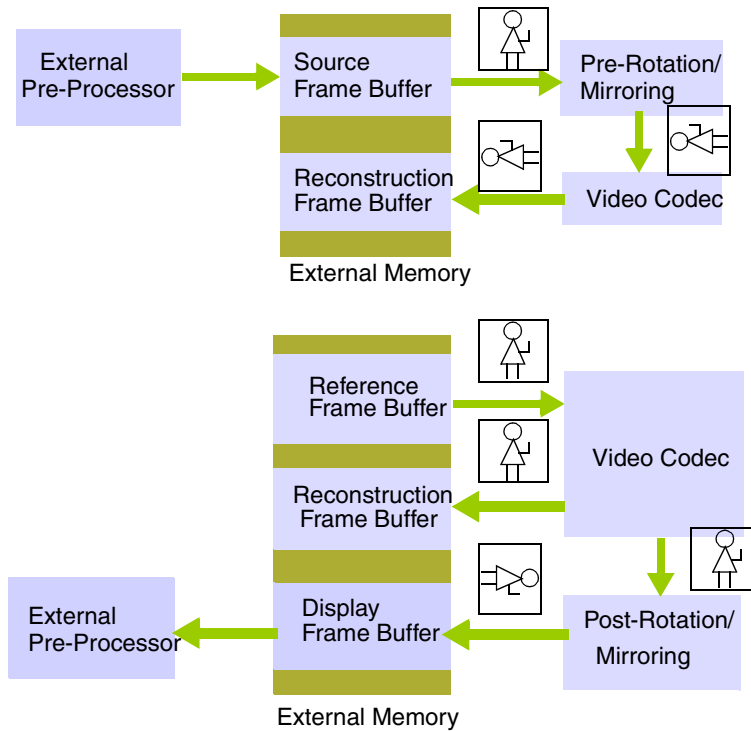 External
Pre-Processor
Source
Frame Buffer
Pre-Rotation/
Mirroring
Reconstruction
Frame Buffer
Video Codec
External Memory
Reference
Frame Buffer
Video Codec
Reconstruction
Frame Buffer
External
Pre-Processor
Display
Frame Buffer
Post-Rotation/
Mirroring
External Memory